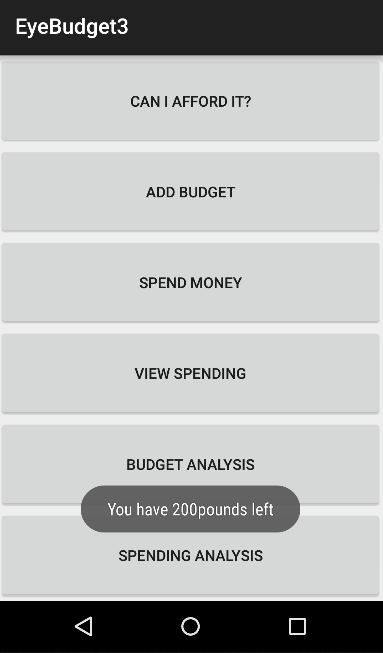 EyeBudget3
CAN I AFFORD IT?
ADD BUDGET
SPEND MONEY
VIEW SPENDING
BUDGET ANALYSIS
You have 200pounds left
SPENDING ANALYSIS